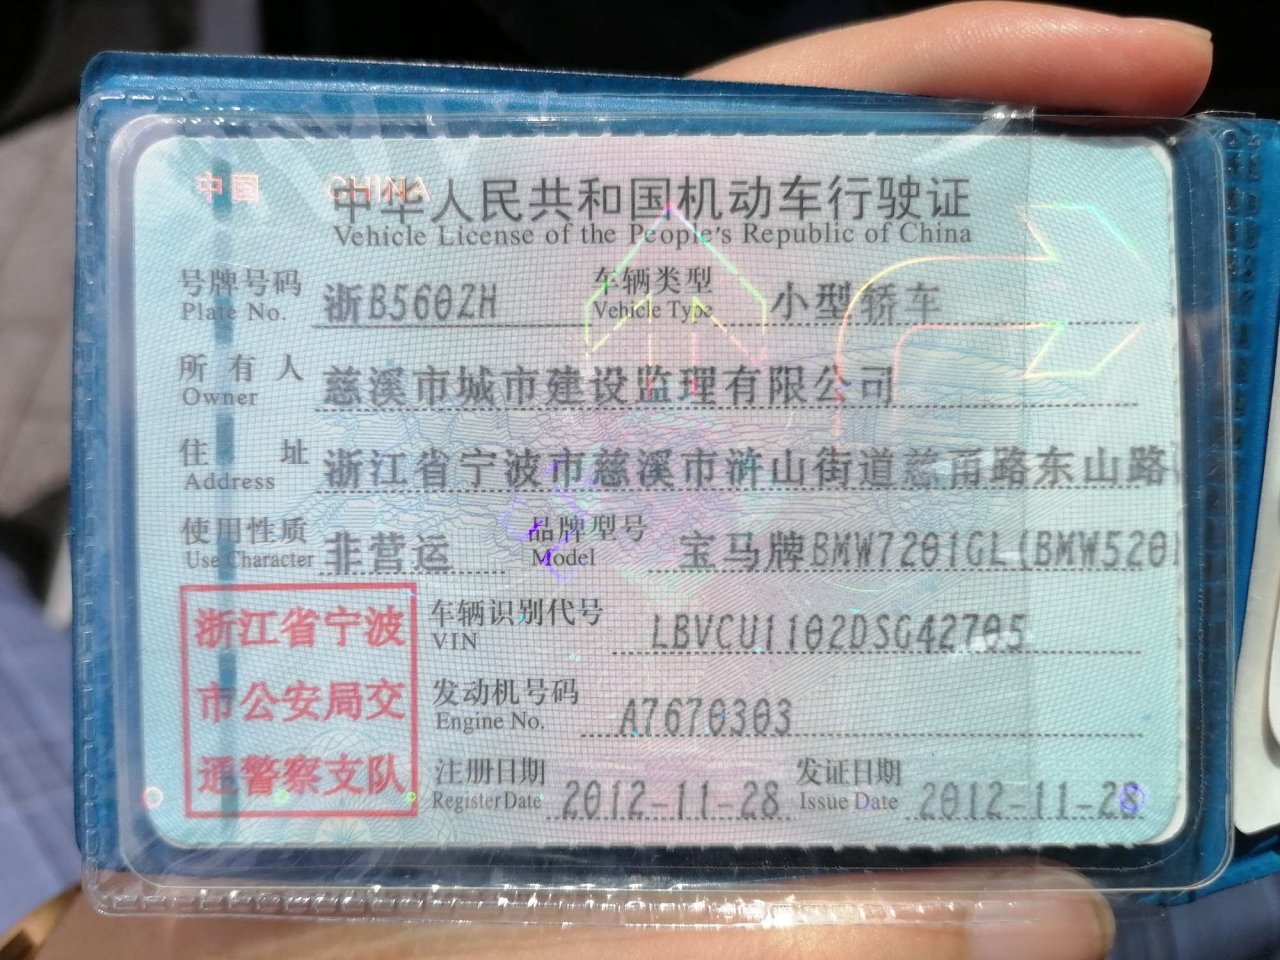 中国 CHINA
中华人民共和国机动车行驶证
Vehicle License of the People's Republic of China
号牌号码 浙B560ZH 车辆类型 小型轿车
Plate No. Vehicle Type
所有人 慈溪市城市建设监理有限公司
Owner
住址 浙江省宁波市慈溪市浒山街道慈甬路东山路
Address
使用性质 非营运 品牌型号 宝马牌BMW7201GL(BMW520
Use Character Model
浙江省宁波
市公安局交
通警察支队
车辆识别代号 LBVCU1102DSG42705
VIN
发动机号码 A7670303
Engine No.
注册日期 2012-11-28 发证日期 2012-11-28
Register Date Issue Date